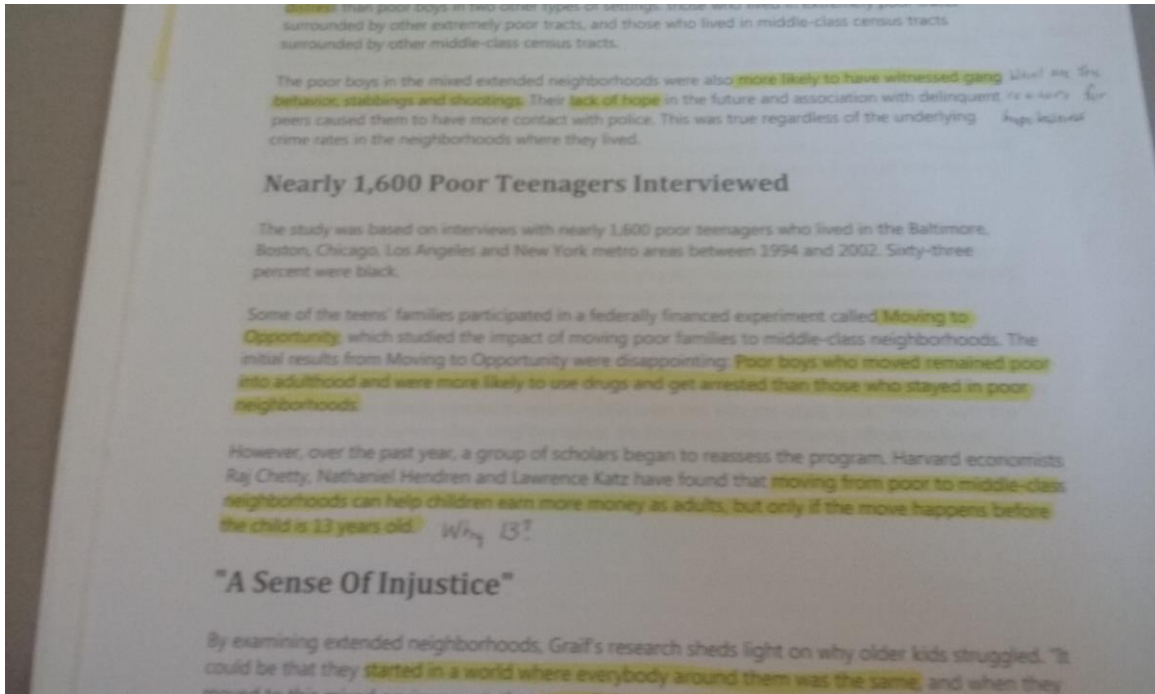 distress than poor boys in two other types of settings: those who lived in extremely poor tracts
surrounded by other extremely poor tracts, and those who lived in middle-class census tracts
surrounded by other middle-class census tracts.
The poor boys in the mixed extended neighborhoods were also more likely to have witnessed gang
behavior, stabbings and shootings. Their lack of hope in the future and association with delinquent
peers caused them to have more contact with police. This was true regardless of the underlying
crime rates in the neighborhoods where they lived.
What are the
for
Nearly 1,600 Poor Teenagers Interviewed
The study was based on interviews with nearly 1,600 poor teenagers who lived in the Baltimore,
Boston, Chicago, Los Angeles and New York metro areas between 1994 and 2002. Sixty-three
percent were black.
Some of the teens' families participated in a federally financed experiment called Moving to
Opportunity, which studied the impact of moving poor families to middle-class neighborhoods. The
initial results from Moving to Opportunity were disappointing: Poor boys who moved remained poor
into adulthood and were more likely to use drugs and get arrested than those who stayed in poor
neighborhoods.
However, over the past year, a group of scholars began to reassess the program. Harvard economists
Raj Chetty, Nathaniel Hendren and Lawrence Katz have found that moving from poor to middle-class
neighborhoods can help children earn more money as adults, but only if the move happens before
the child is 13 years old. Why 13?
"A Sense Of Injustice"
By examining extended neighborhoods, Graif's research sheds light on why older kids struggled. "It
could be that they started in a world where everybody around them was the same, and when they